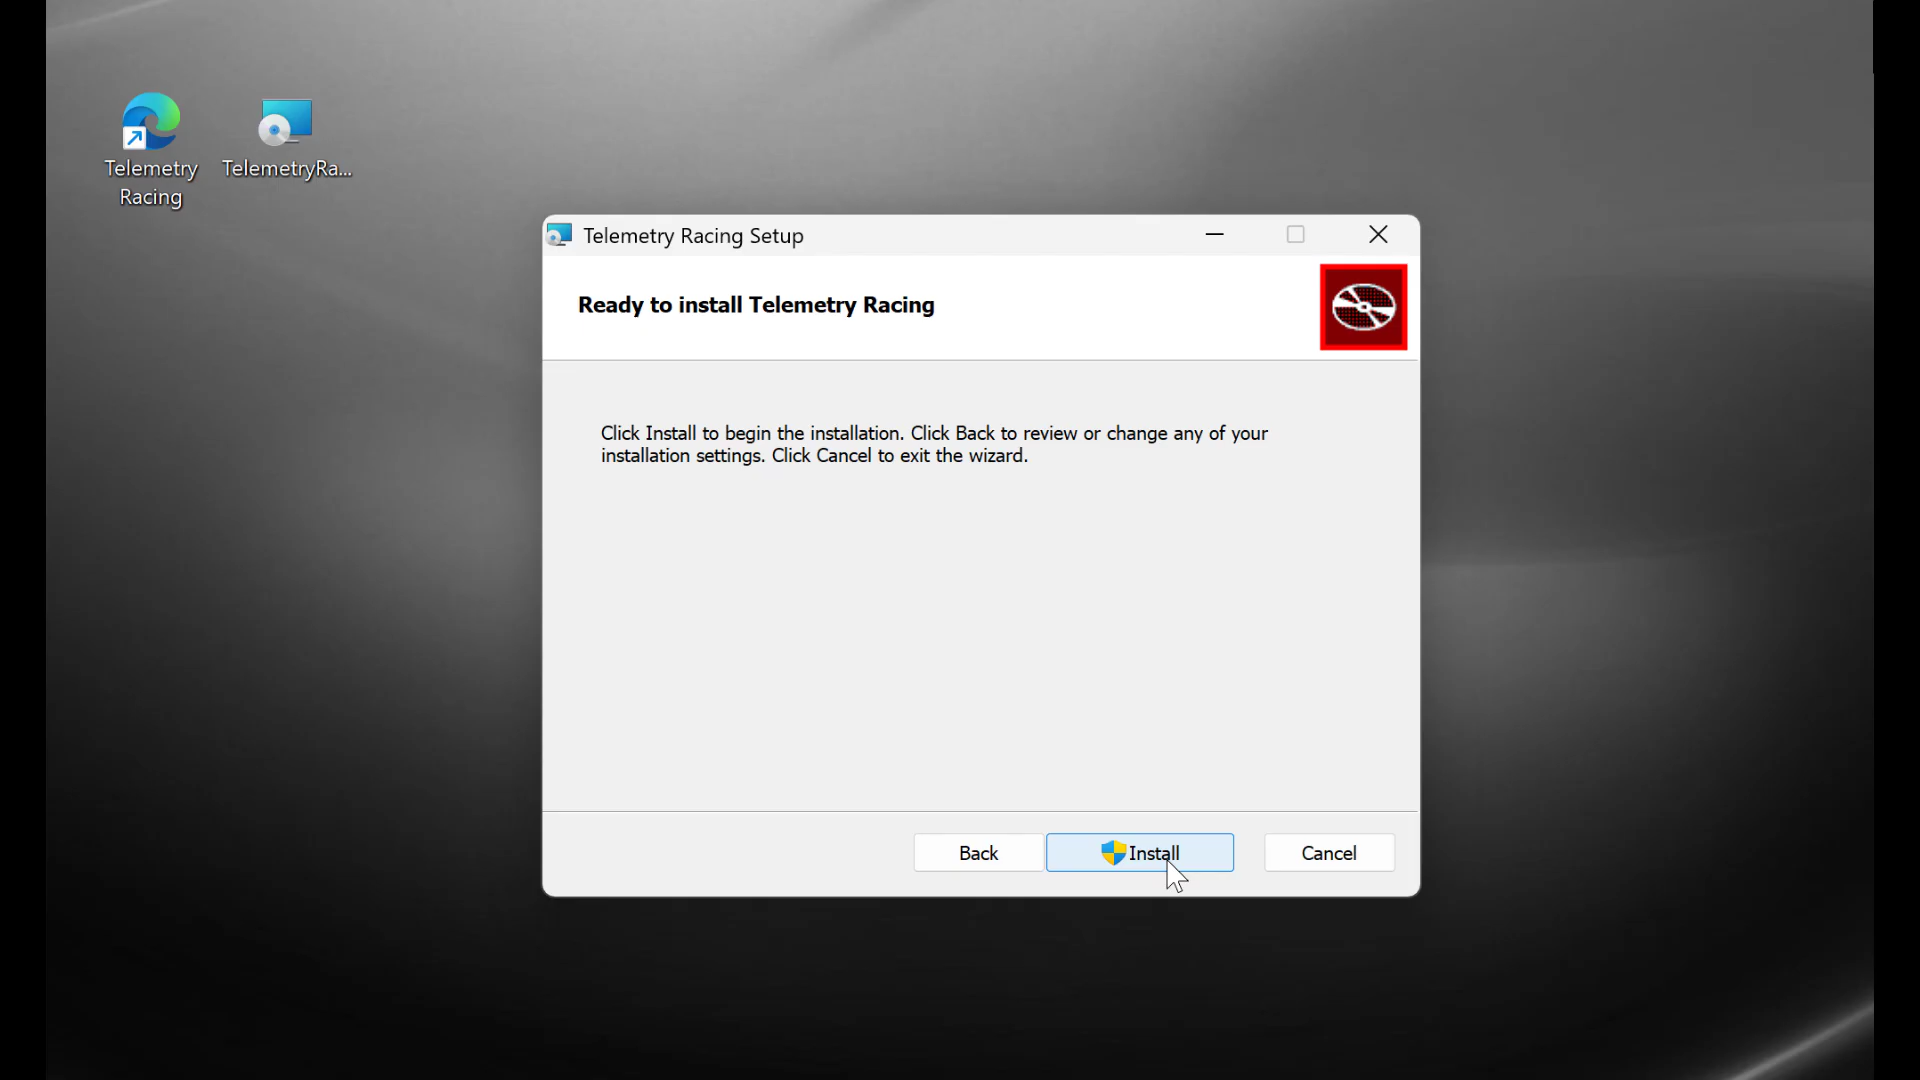 Telemetry
Racing
TelemetryRa...
Telemetry Racing Setup
Ready to install Telemetry Racing
Click Install to begin the installation. Click Back to review or change any of your
installation settings. Click Cancel to exit the wizard.
Back
Install
Cancel